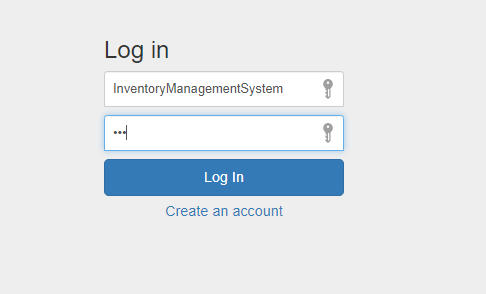 Log in
InventoryManagementSystem
•••
Log In
Create an account